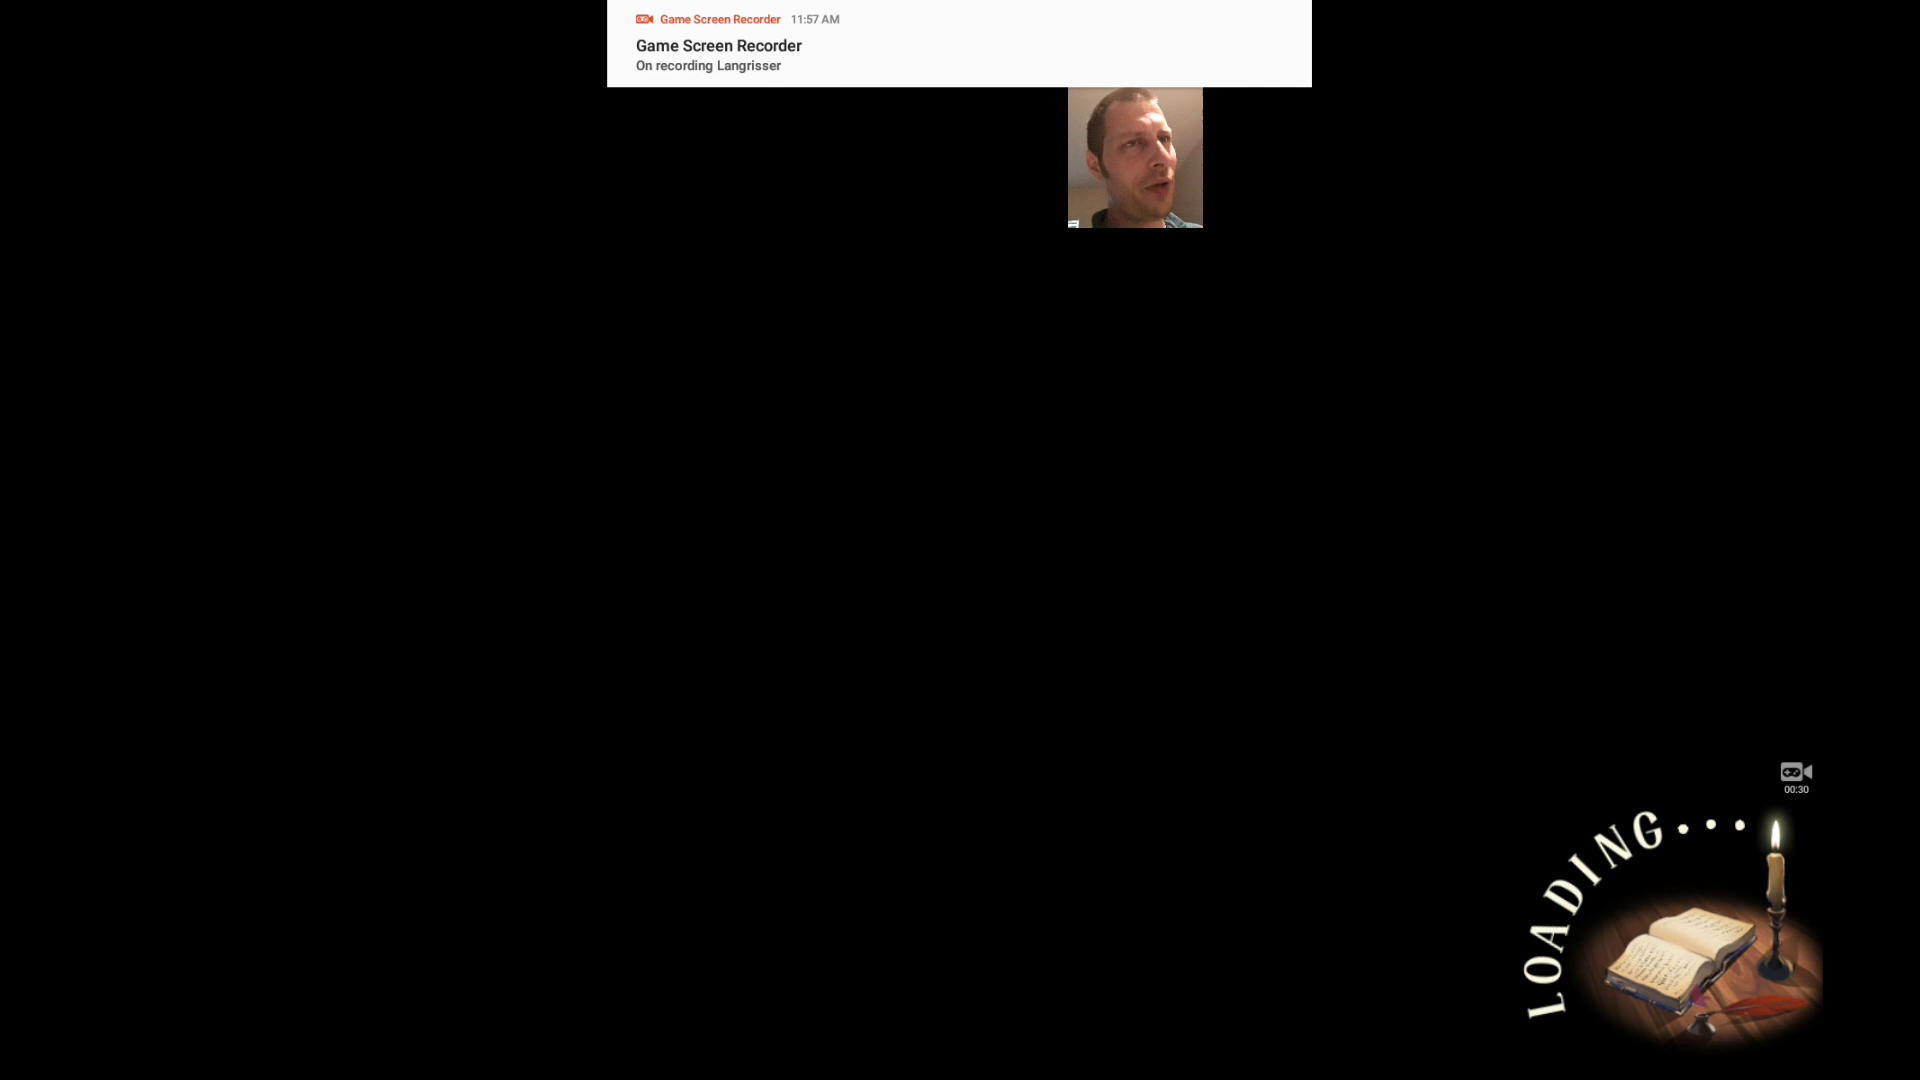 Game Screen Recorder 11:57 AM
Game Screen Recorder
On recording Langrisser
00:30
LOADING...